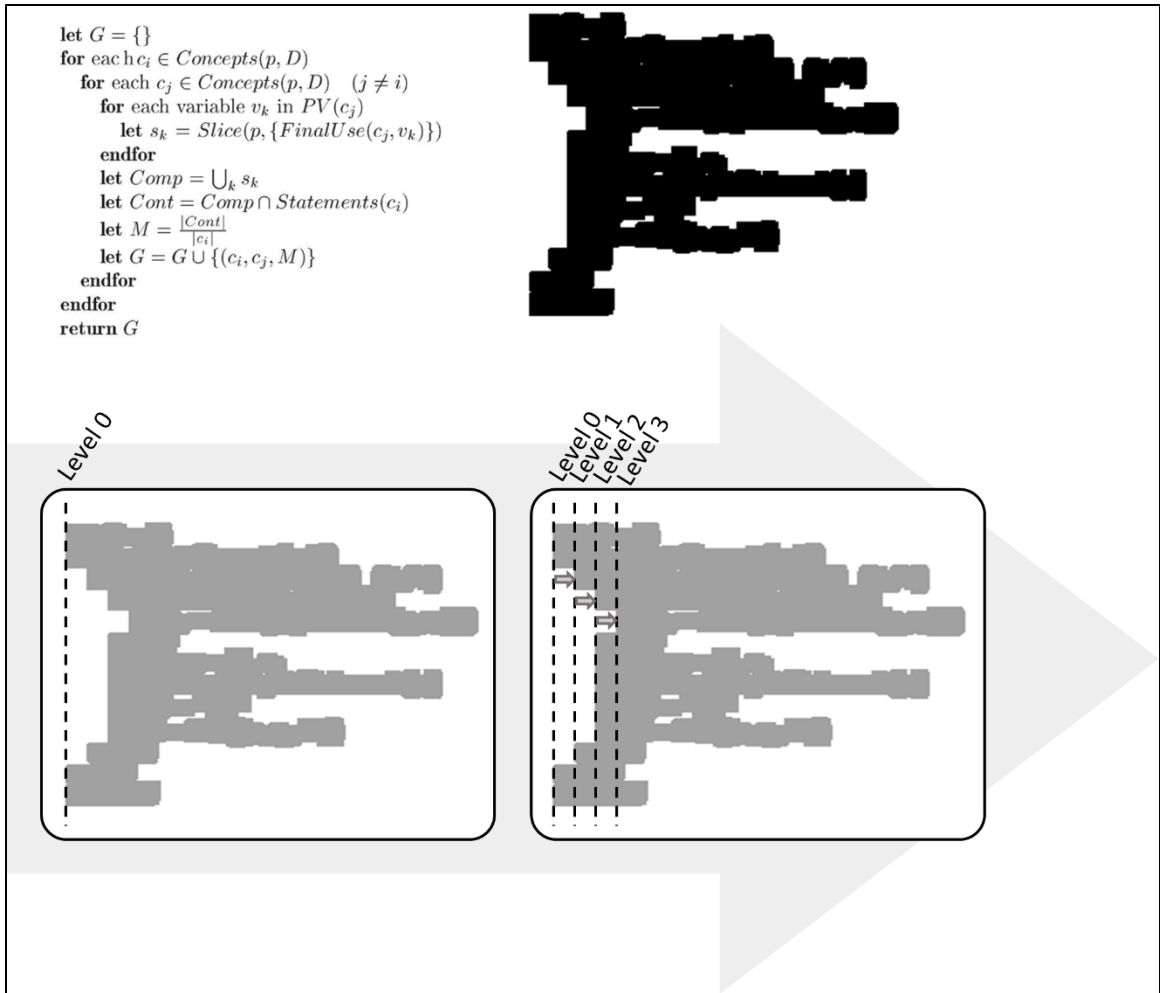 let G = {}
for each c_i ∈ Concepts(p, D)
for each c_j ∈ Concepts(p, D) (j ≠ i)
for each variable v_k in PV(c_j)
let s_k = Slice(p, {FinalUse(c_j, v_k)})
endfor
let Comp = ⋃_k s_k
let Cont = Comp ∩ Statements(c_i)
let M = |Cont| / |c_i|
let G = G ∪ {(c_i, c_j, M)}
endfor
endfor
return G
Level 0
Level 0
Level 1
Level 2
Level 3